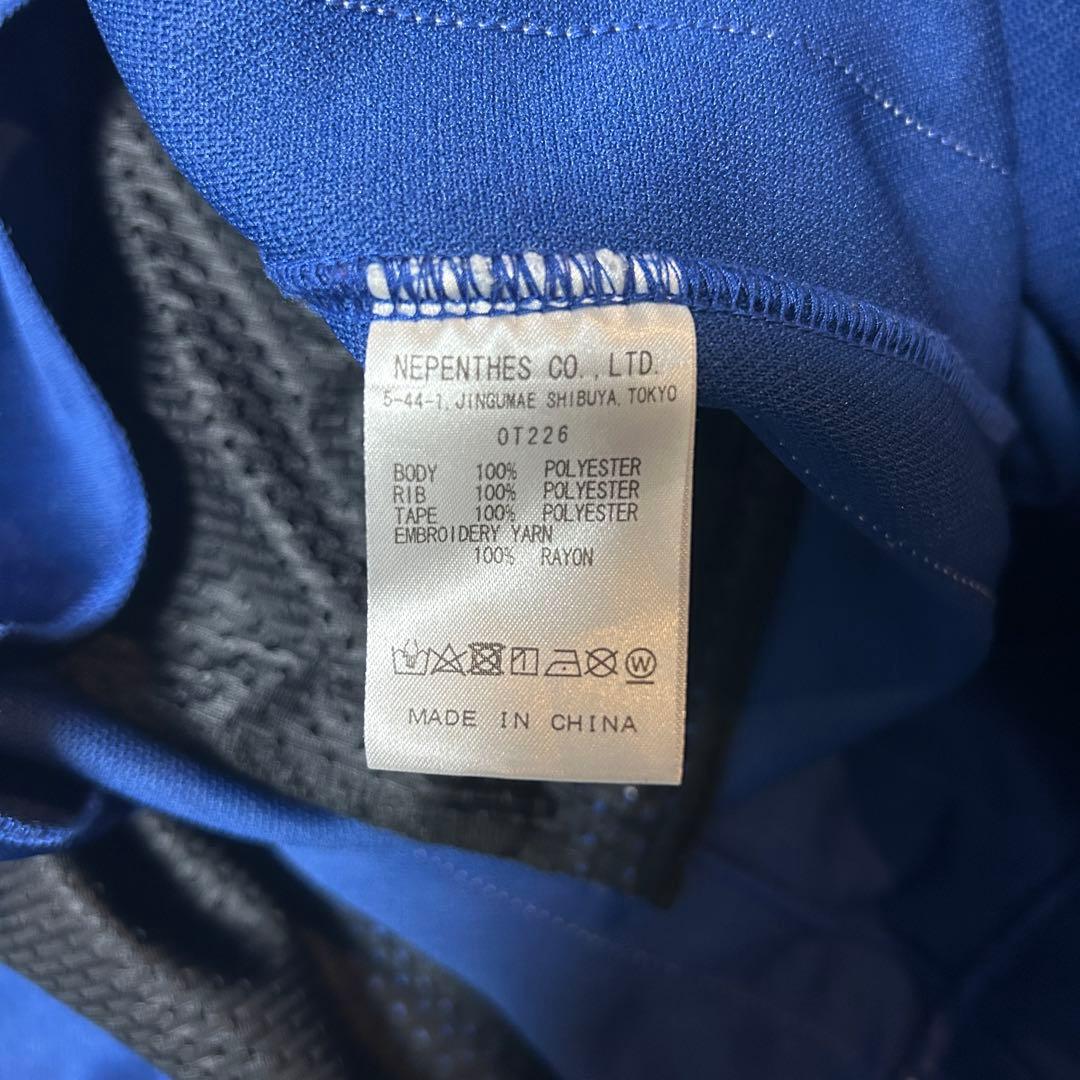 NEPENTHES CO.,LTD.
5-44-1, JINGUMAE SHIBUYA, TOKYO
OT226
BODY 100% POLYESTER
RIB 100% POLYESTER
TAPE 100% POLYESTER
EMBROIDERY YARN
100% RAYON
W
MADE IN CHINA